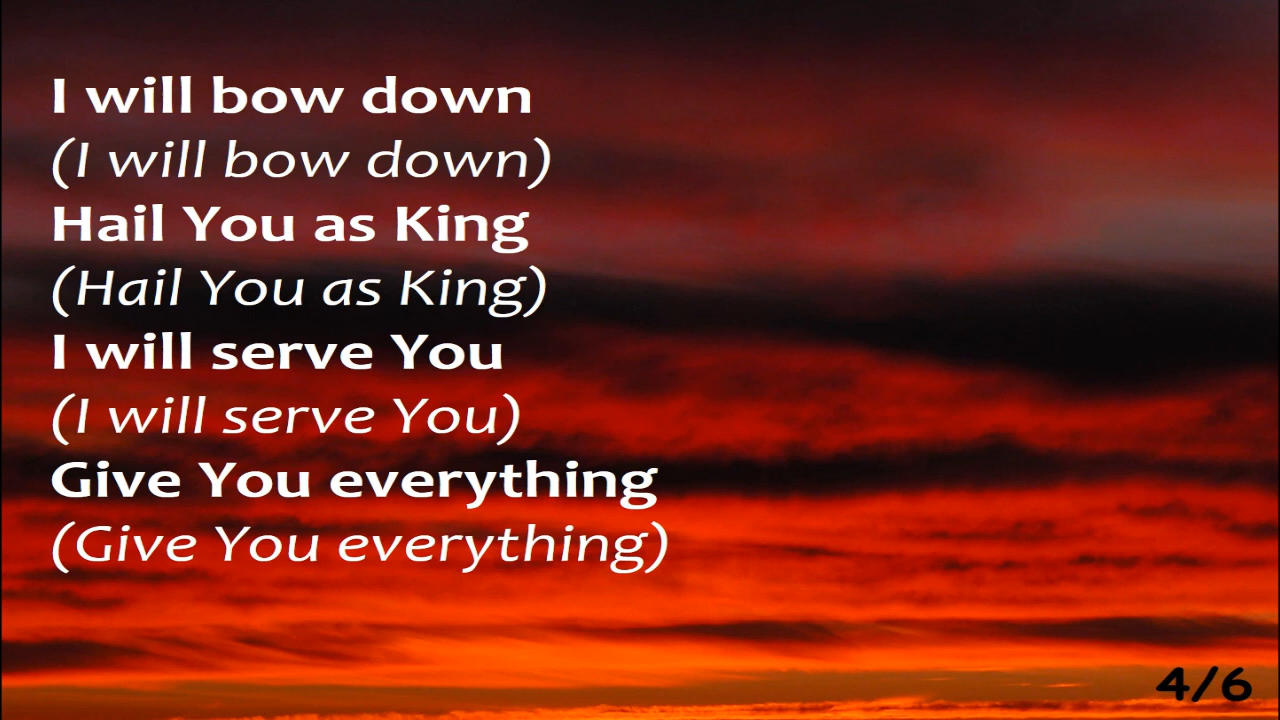 I will bow down
(I will bow down)
Hail You as King
(Hail You as King)
I will serve You
(I will serve You)
Give You everything
(Give You everything)
4/6